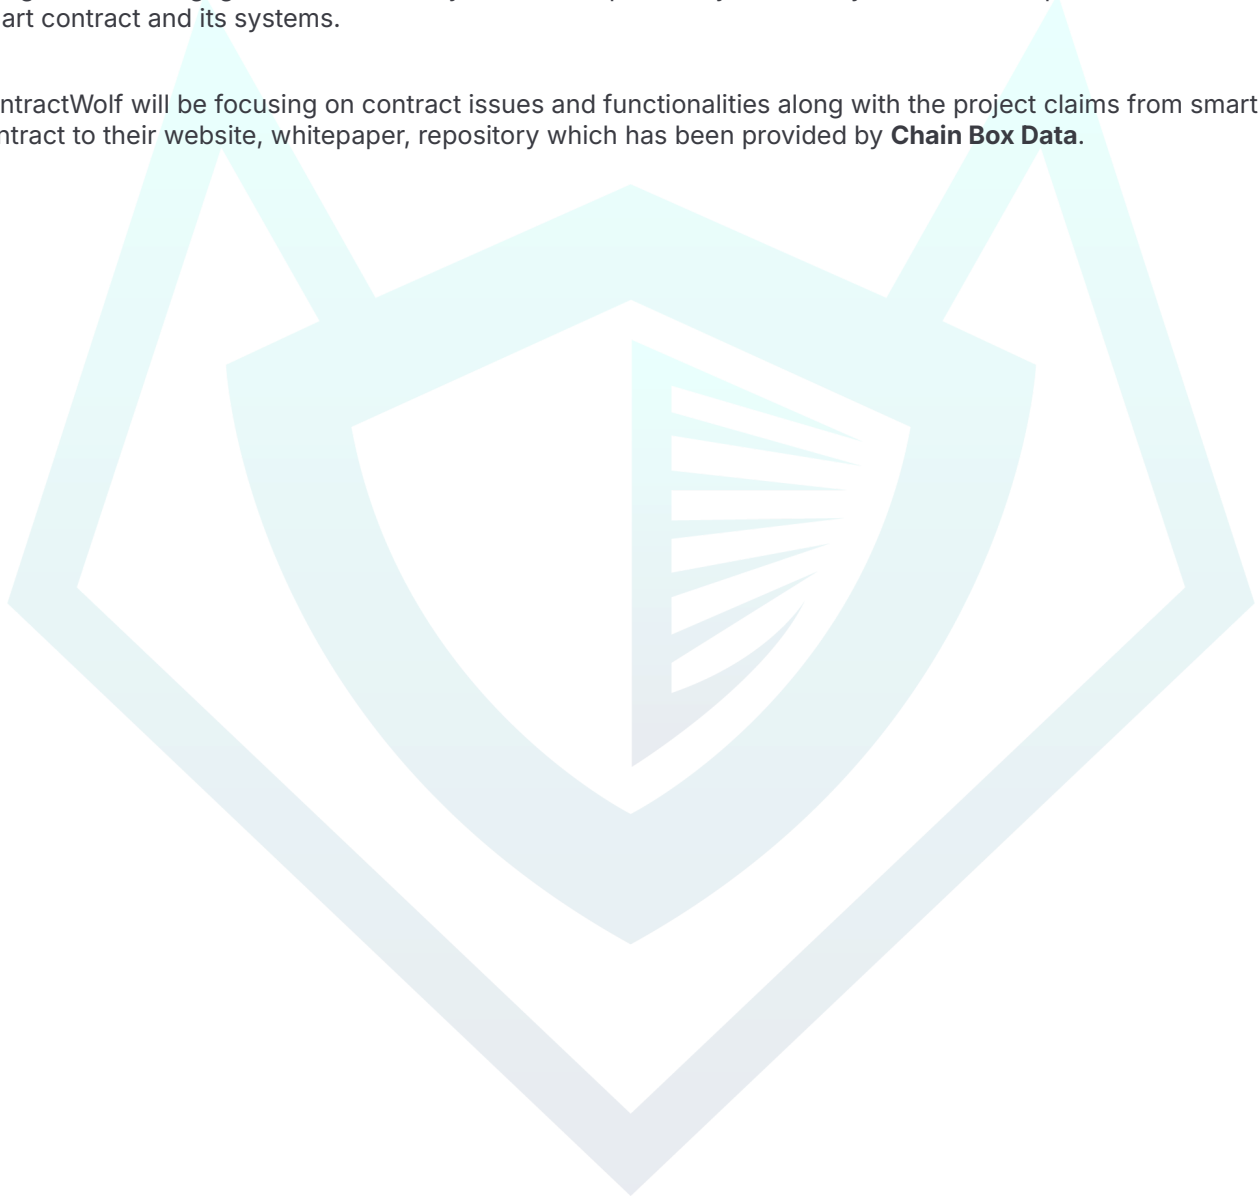 art contract and its systems.
ntractWolf will be focusing on contract issues and functionalities along with the project claims from smart
ntract to their website, whitepaper, repository which has been provided by Chain Box Data.